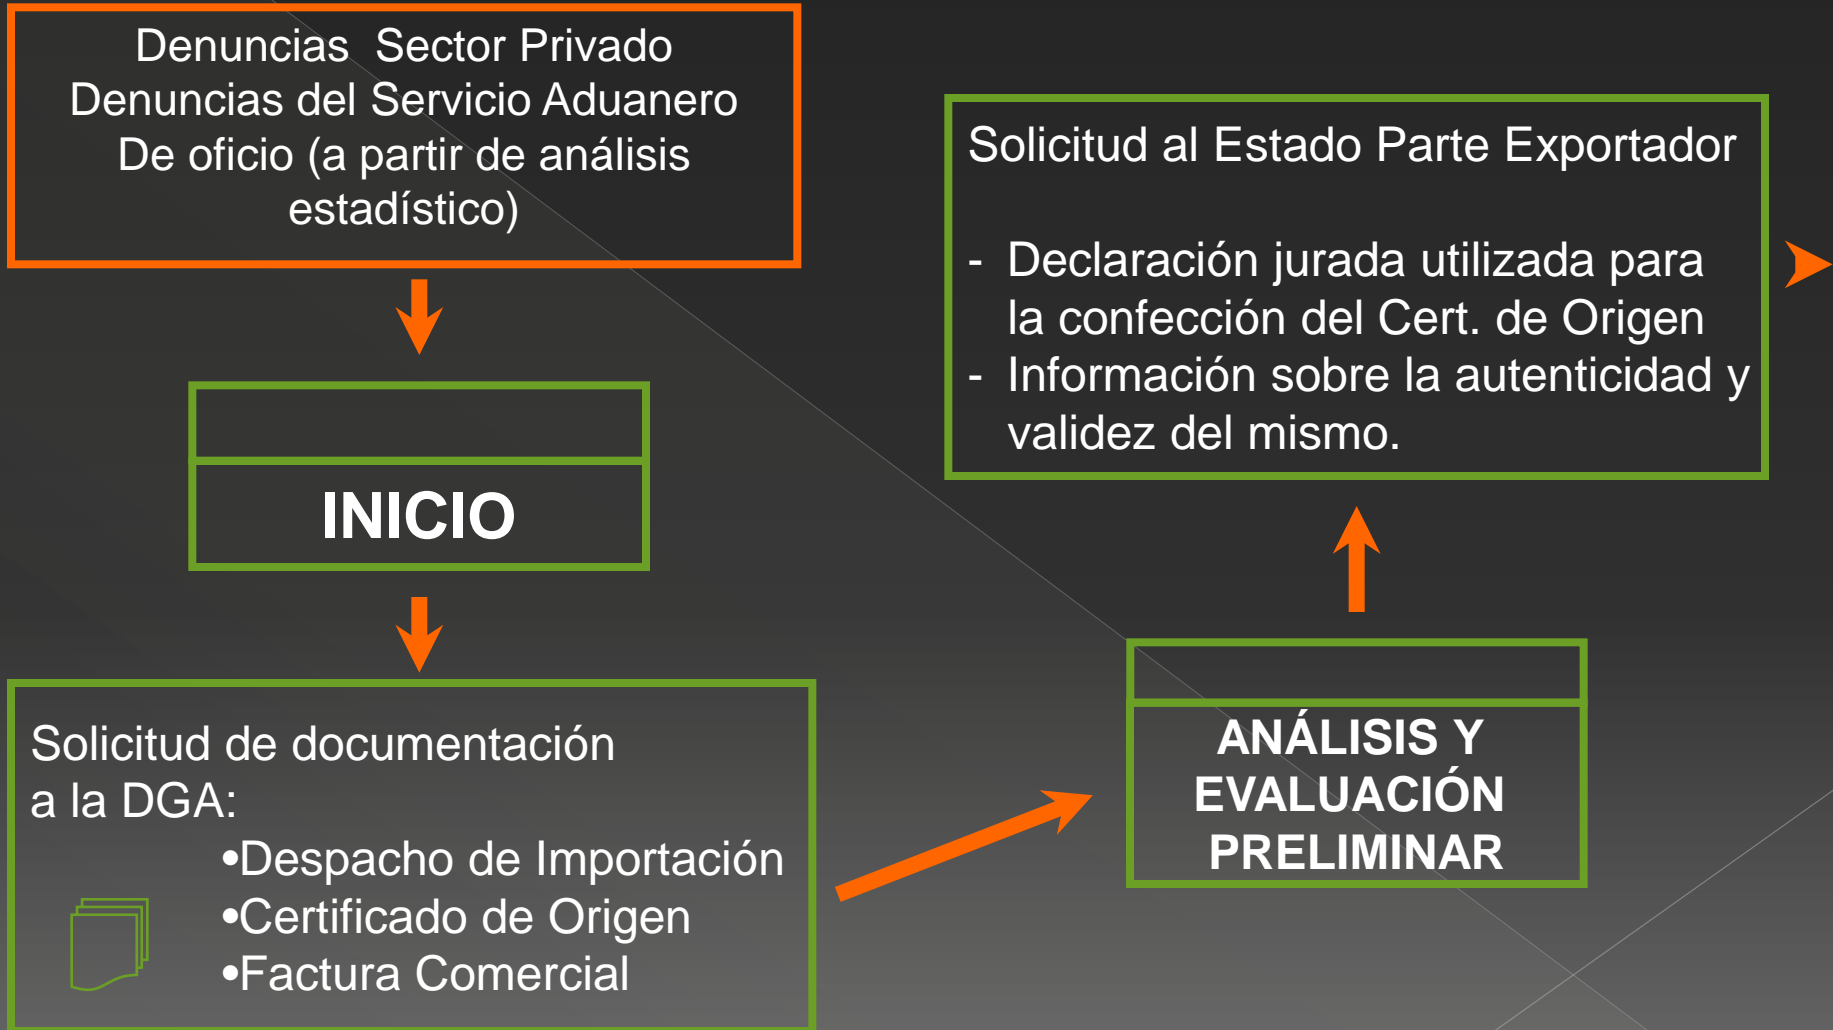 Denuncias Sector Privado
Denuncias del Servicio Aduanero
De oficio (a partir de análisis
estadístico)
INICIO
Solicitud de documentación
a la DGA:
•Despacho de Importación
•Certificado de Origen
•Factura Comercial
ANÁLISIS Y
EVALUACIÓN
PRELIMINAR
Solicitud al Estado Parte Exportador
- Declaración jurada utilizada para
la confección del Cert. de Origen
- Información sobre la autenticidad y
validez del mismo.